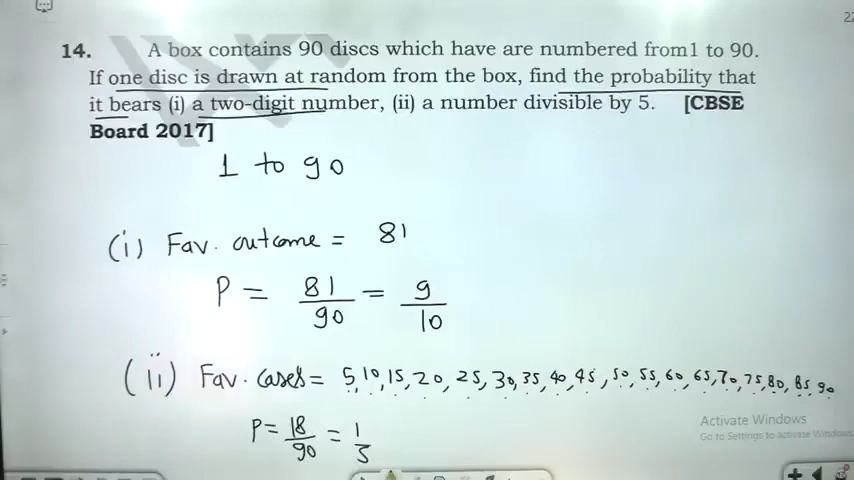 22
14. A box contains 90 discs which have are numbered from1 to 90.
If one disc is drawn at random from the box, find the probability that
it bears (i) a two-digit number, (ii) a number divisible by 5. [CBSE
Board 2017]
1 to 90
(i) Fav. outcome = 81
P = 81/90 = 9/10
(ii) Fav. cases = 5, 10, 15, 20, 25, 30, 35, 40, 45, 50, 55, 60, 65, 70, 75, 80, 85, 90
P = 18/90 = 1/5
Activate Windows
Go to Settings to activate Windows.